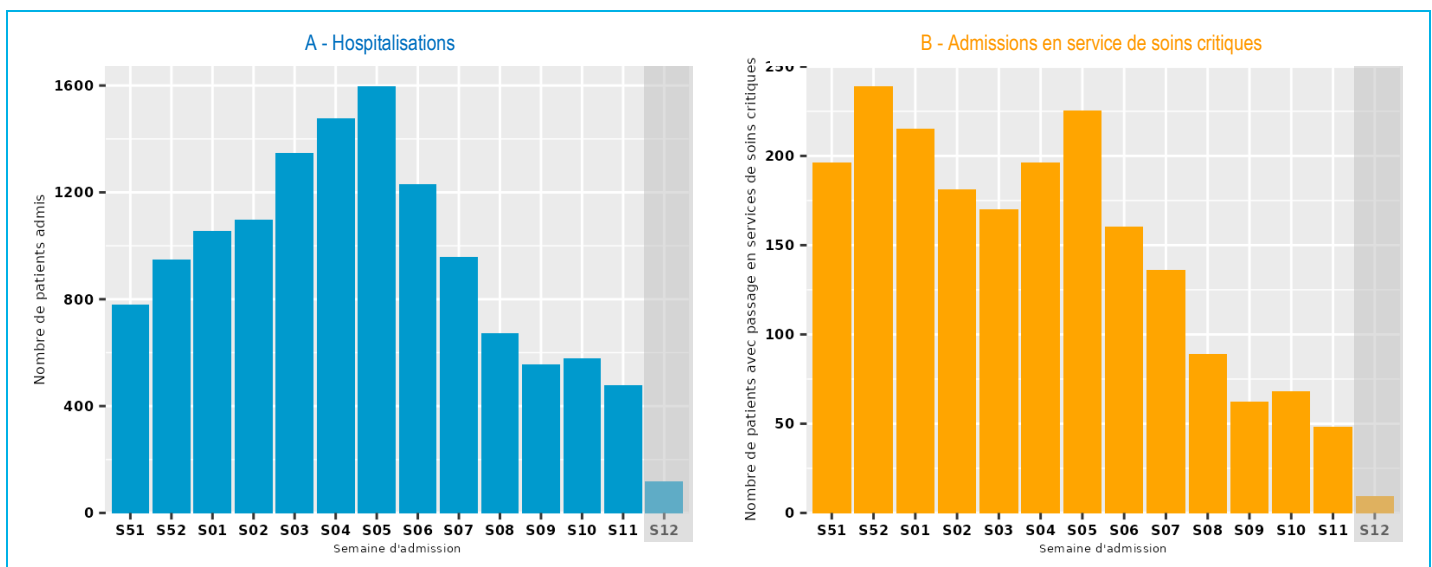 A - Hospitalisations
Nombre de patients admis
1600
1200
800
400
0
S51 S52 S01 S02 S03 S04 S05 S06 S07 S08 S09 S10 S11 S12
Semaine d'admission
B - Admissions en service de soins critiques
Nombre de patients avec passage en services de soins critiques
250
200
150
100
50
0
S51 S52 S01 S02 S03 S04 S05 S06 S07 S08 S09 S10 S11 S12
Semaine d'admission